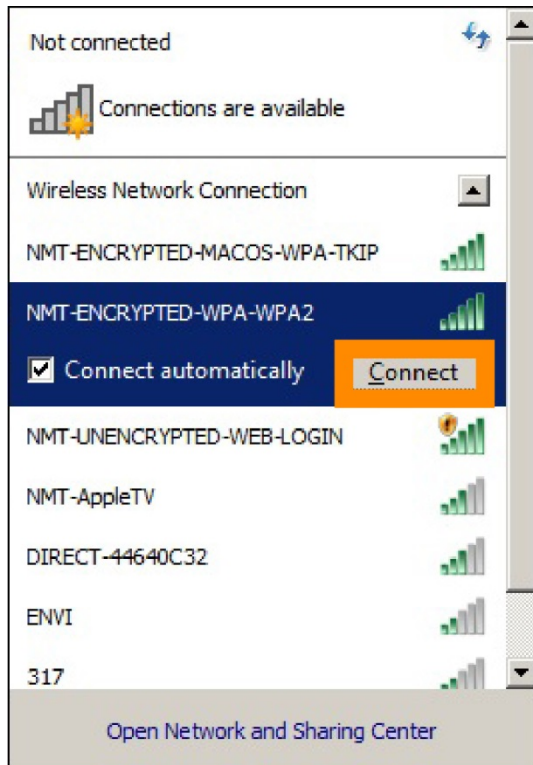 Not connected
Connections are available
Wireless Network Connection
NMT-ENCRYPTED-MACOS-WPA-TKIP
NMT-ENCRYPTED-WPA-WPA2
Connect automatically
Connect
NMT-UNENCRYPTED-WEB-LOGIN
NMT-AppleTV
DIRECT-44640C32
ENVI
317
Open Network and Sharing Center